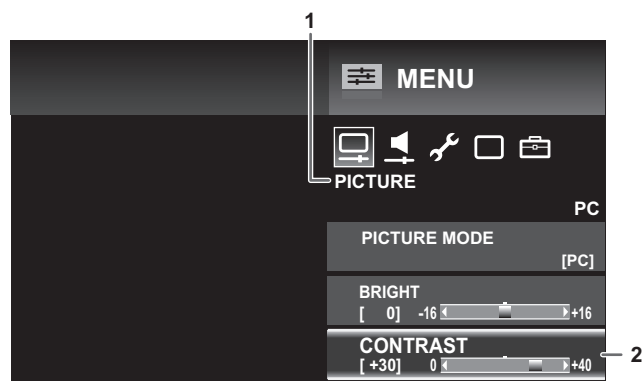 1
MENU
PICTURE
PC
PICTURE MODE
[PC]
BRIGHT
[ 0] -16 +16
CONTRAST
[ +30] 0 +40
2